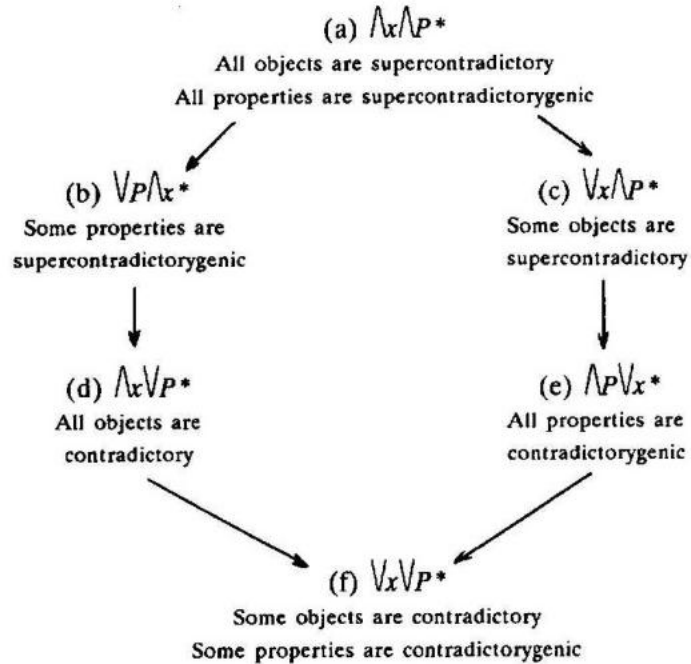 (a) ⋀x⋀P*
All objects are supercontradictory
All properties are supercontradictorygenic
(b) ⋁P⋀x*
Some properties are
supercontradictorygenic
(c) ⋁x⋀P*
Some objects are
supercontradictory
(d) ⋀x⋁P*
All objects are
contradictory
(e) ⋀P⋁x*
All properties are
contradictorygenic
(f) ⋁x⋁P*
Some objects are contradictory
Some properties are contradictorygenic